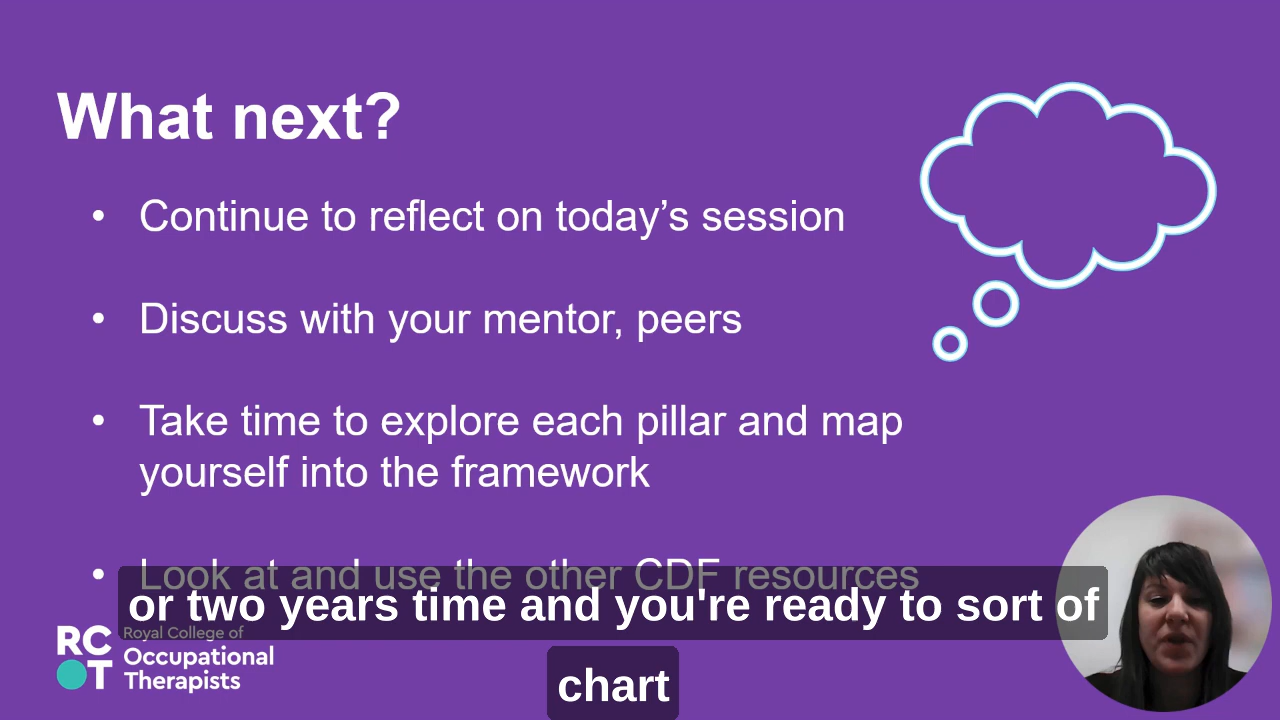 What next?
• Continue to reflect on today’s session
• Discuss with your mentor, peers
• Take time to explore each pillar and map
yourself into the framework
• Look at and use the other CDF resources
or two years time and you're ready to sort of
chart
RC
OT
Royal College of
Occupational
Therapists